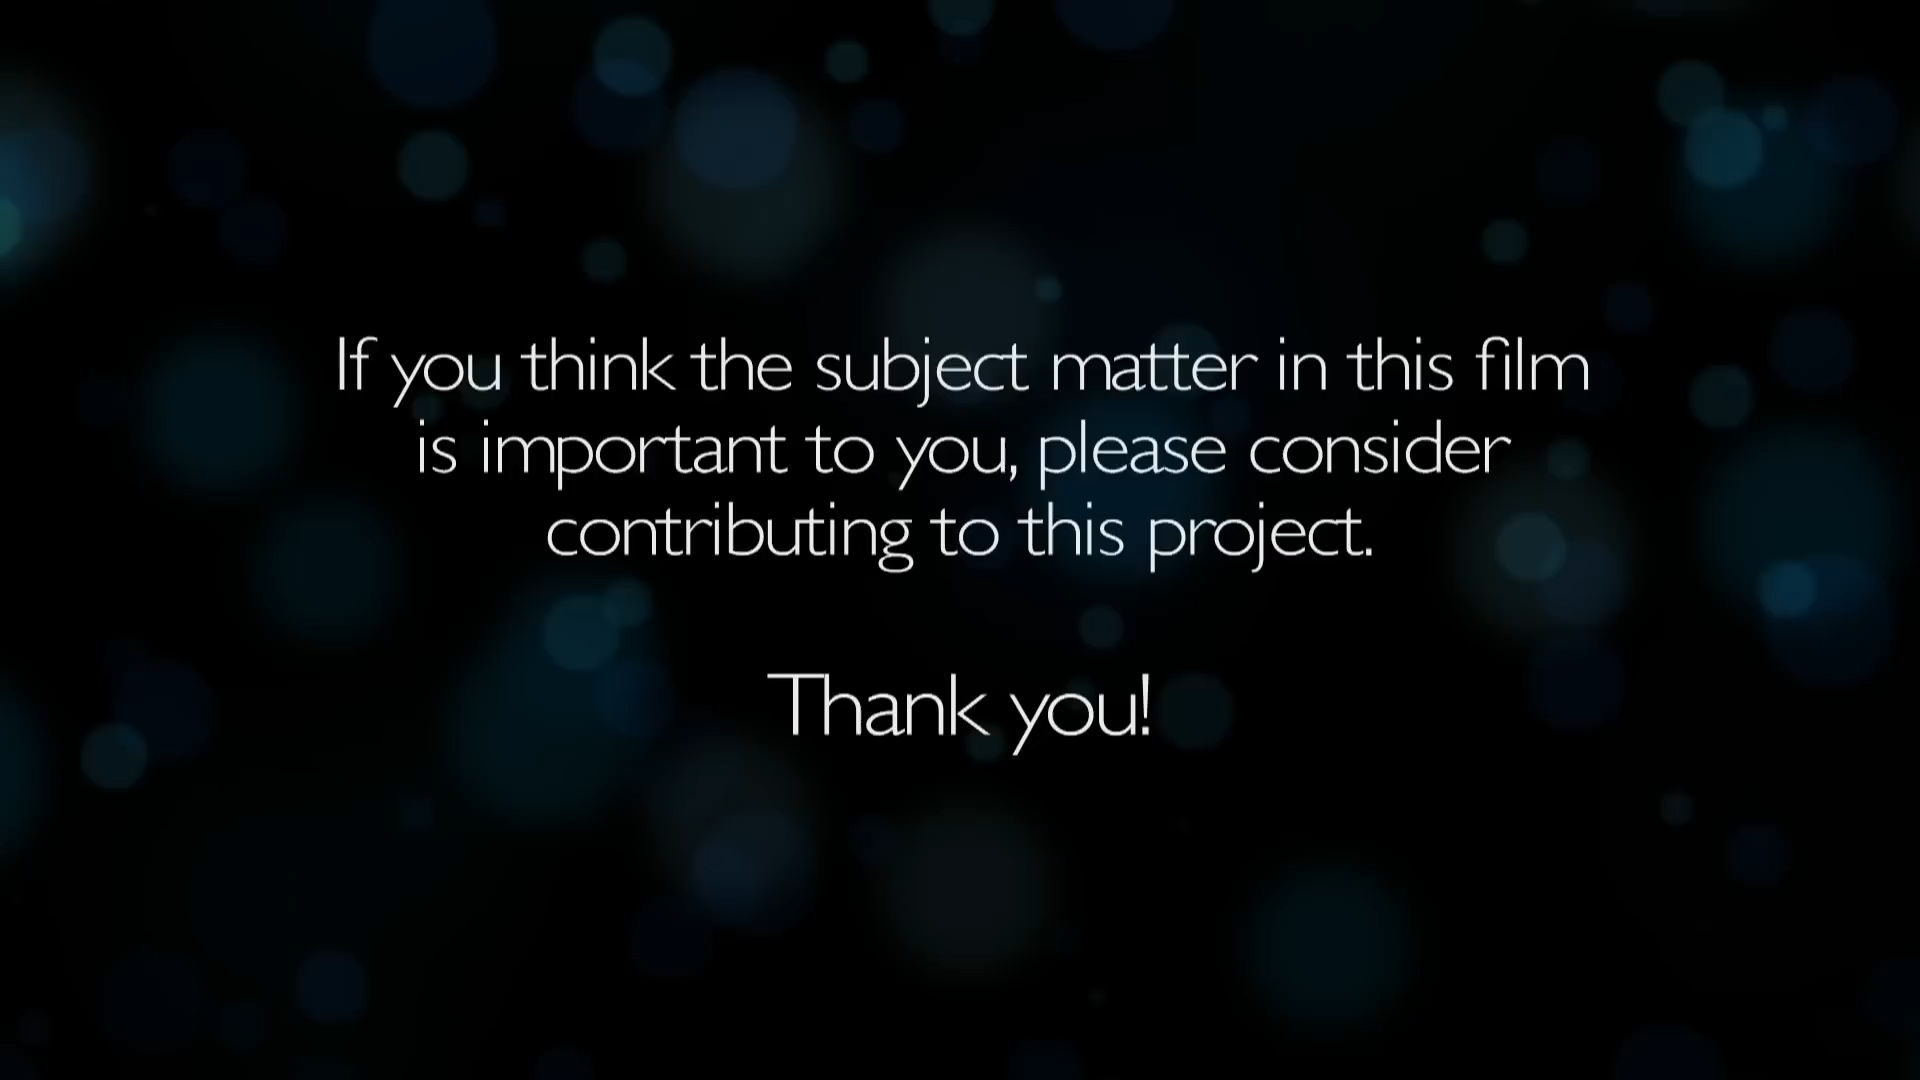 If you think the subject matter in this film
is important to you, please consider
contributing to this project.
Thank you!